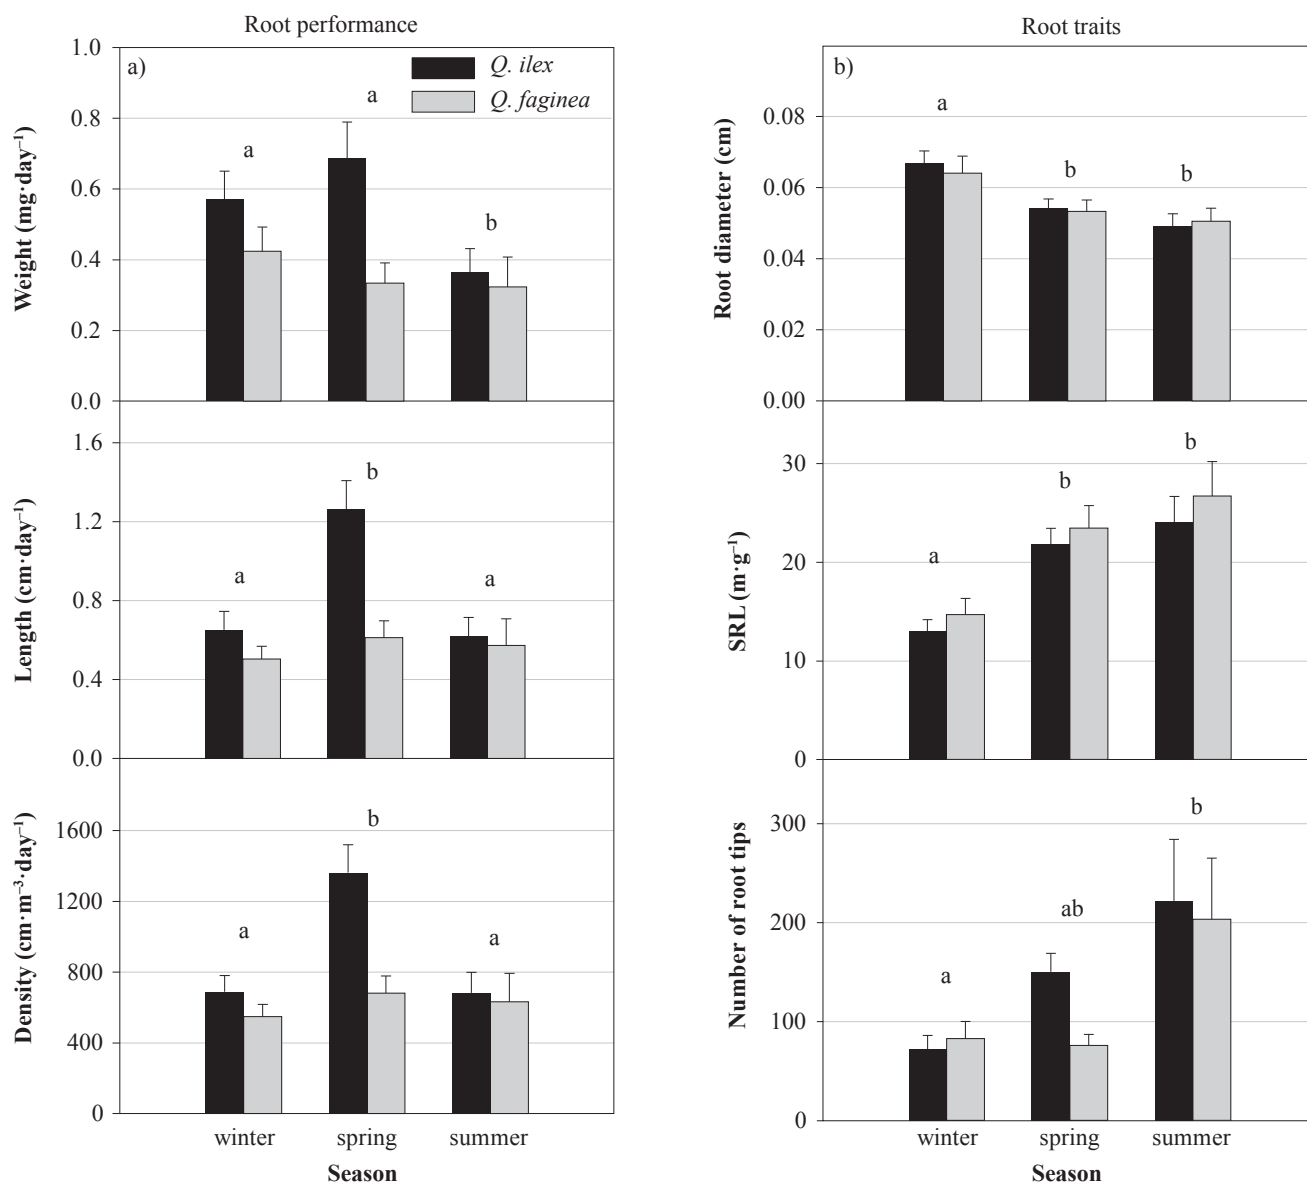 Root performance
a)
Q. ilex
Q. faginea
Weight (mg·day⁻¹)
1.0
0.8
0.6
0.4
0.2
0.0
a
a
b
Length (cm·day⁻¹)
1.6
1.2
0.8
0.4
0.0
a
b
a
Density (cm·m⁻³·day⁻¹)
1600
1200
800
400
0
a
b
a
winter spring summer
Season
Root traits
b)
Root diameter (cm)
0.08
0.06
0.04
0.02
0.00
a
b
b
SRL (m·g⁻¹)
30
20
10
0
a
b
b
Number of root tips
300
200
100
0
a
ab
b
winter spring summer
Season